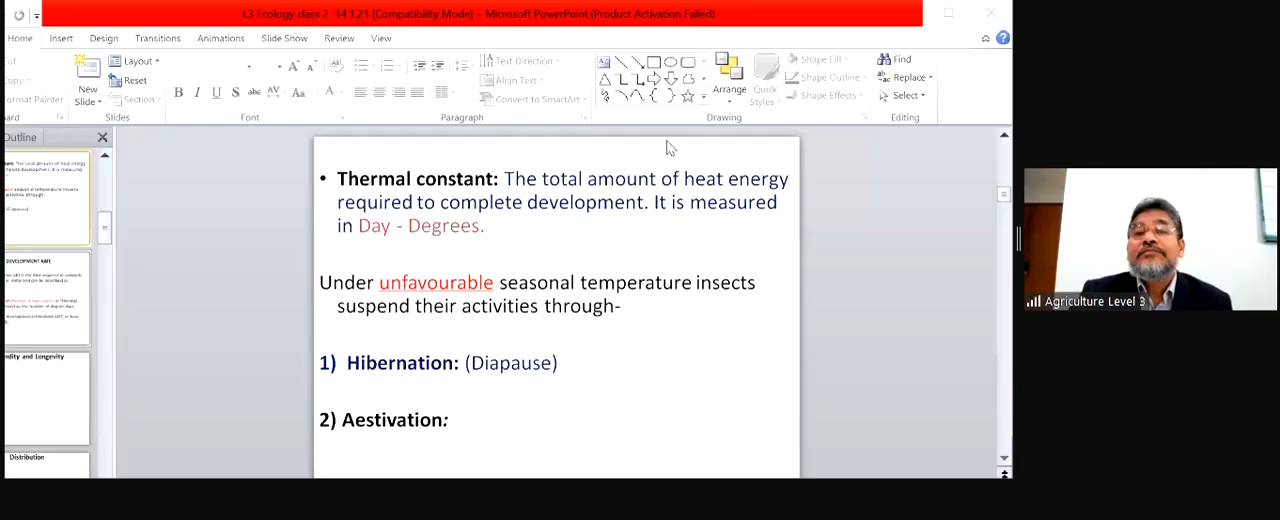 L3 Ecology class 2 14.1.21 [Compatibility Mode] - Microsoft PowerPoint (Product Activation Failed)
Home Insert Design Transitions Animations Slide Show Review View
Layout
Reset
Section
New
Slide
Format Painter
Slides
Font
Text Direction
Align Text
Convert to SmartArt
Paragraph
Arrange
Quick
Styles
Shape Fill
Shape Outline
Shape Effects
Drawing
Find
Replace
Select
Editing
Outline
• Thermal constant: The total amount of heat energy
required to complete development. It is measured
in Day - Degrees.
Under unfavourable seasonal temperature insects
suspend their activities through-
1) Hibernation: (Diapause)
2) Aestivation:
DEVELOPMENT RATE
and Longevity
Distribution
Agriculture Level 3